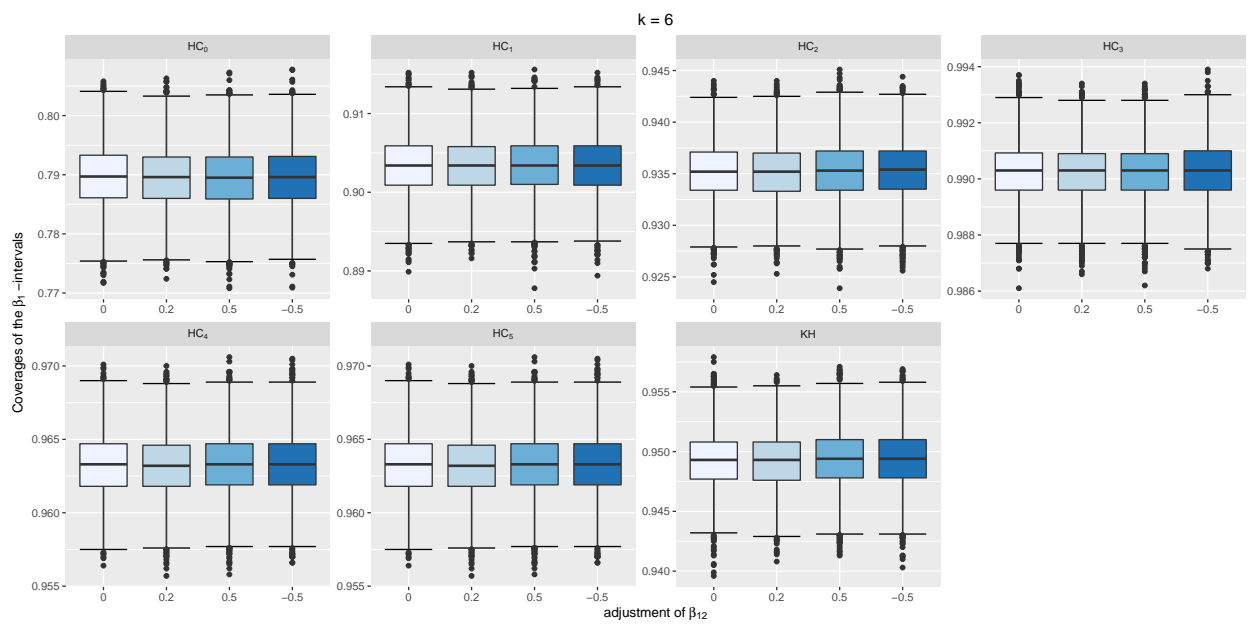 k = 6
HC₀
HC₁
HC₂
HC₃
0.80
0.79
0.78
0.77
0.91
0.90
0.89
0.945
0.940
0.935
0.930
0.925
0.994
0.992
0.990
0.988
0.986
0 0.2 0.5 −0.5
0 0.2 0.5 −0.5
0 0.2 0.5 −0.5
0 0.2 0.5 −0.5
Coverages of the β₁ −intervals
HC₄
HC₅
KH
0.970
0.965
0.960
0.955
0.970
0.965
0.960
0.955
0.955
0.950
0.945
0.940
0 0.2 0.5 −0.5
0 0.2 0.5 −0.5
0 0.2 0.5 −0.5
adjustment of β₁₂